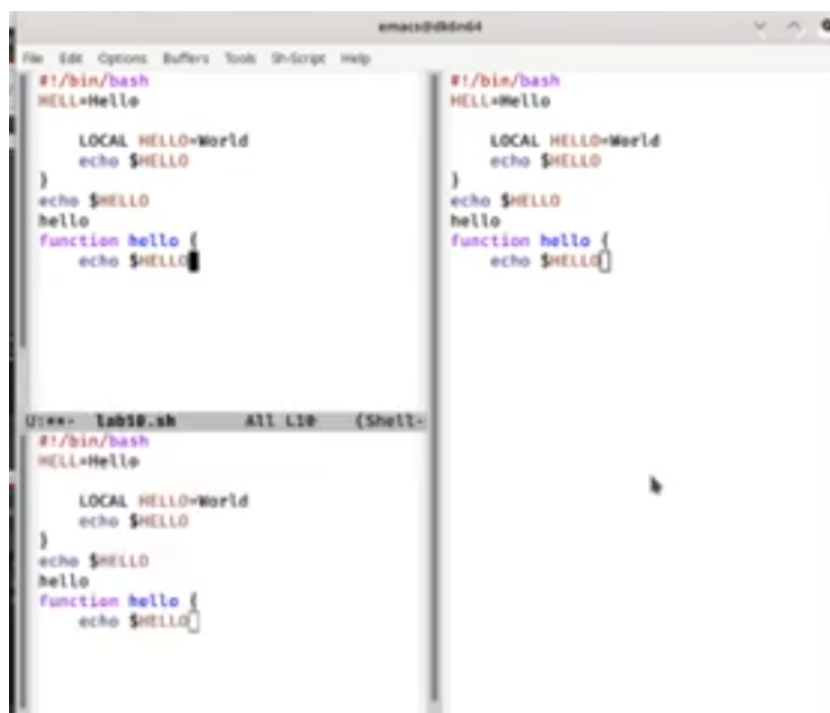 emacs@dk6n64
File Edit Options Buffers Tools Sh-Script Help
#!/bin/bash
HELL=Hello
LOCAL HELLO=World
echo $HELLO
}
echo $HELLO
hello
function hello {
echo $HELLO
U:**- lab10.sh All L10 (Shell-
#!/bin/bash
HELL=Hello
LOCAL HELLO=World
echo $HELLO
}
echo $HELLO
hello
function hello {
echo $HELLO
#!/bin/bash
HELL=Hello
LOCAL HELLO=World
echo $HELLO
}
echo $HELLO
hello
function hello {
echo $HELLO